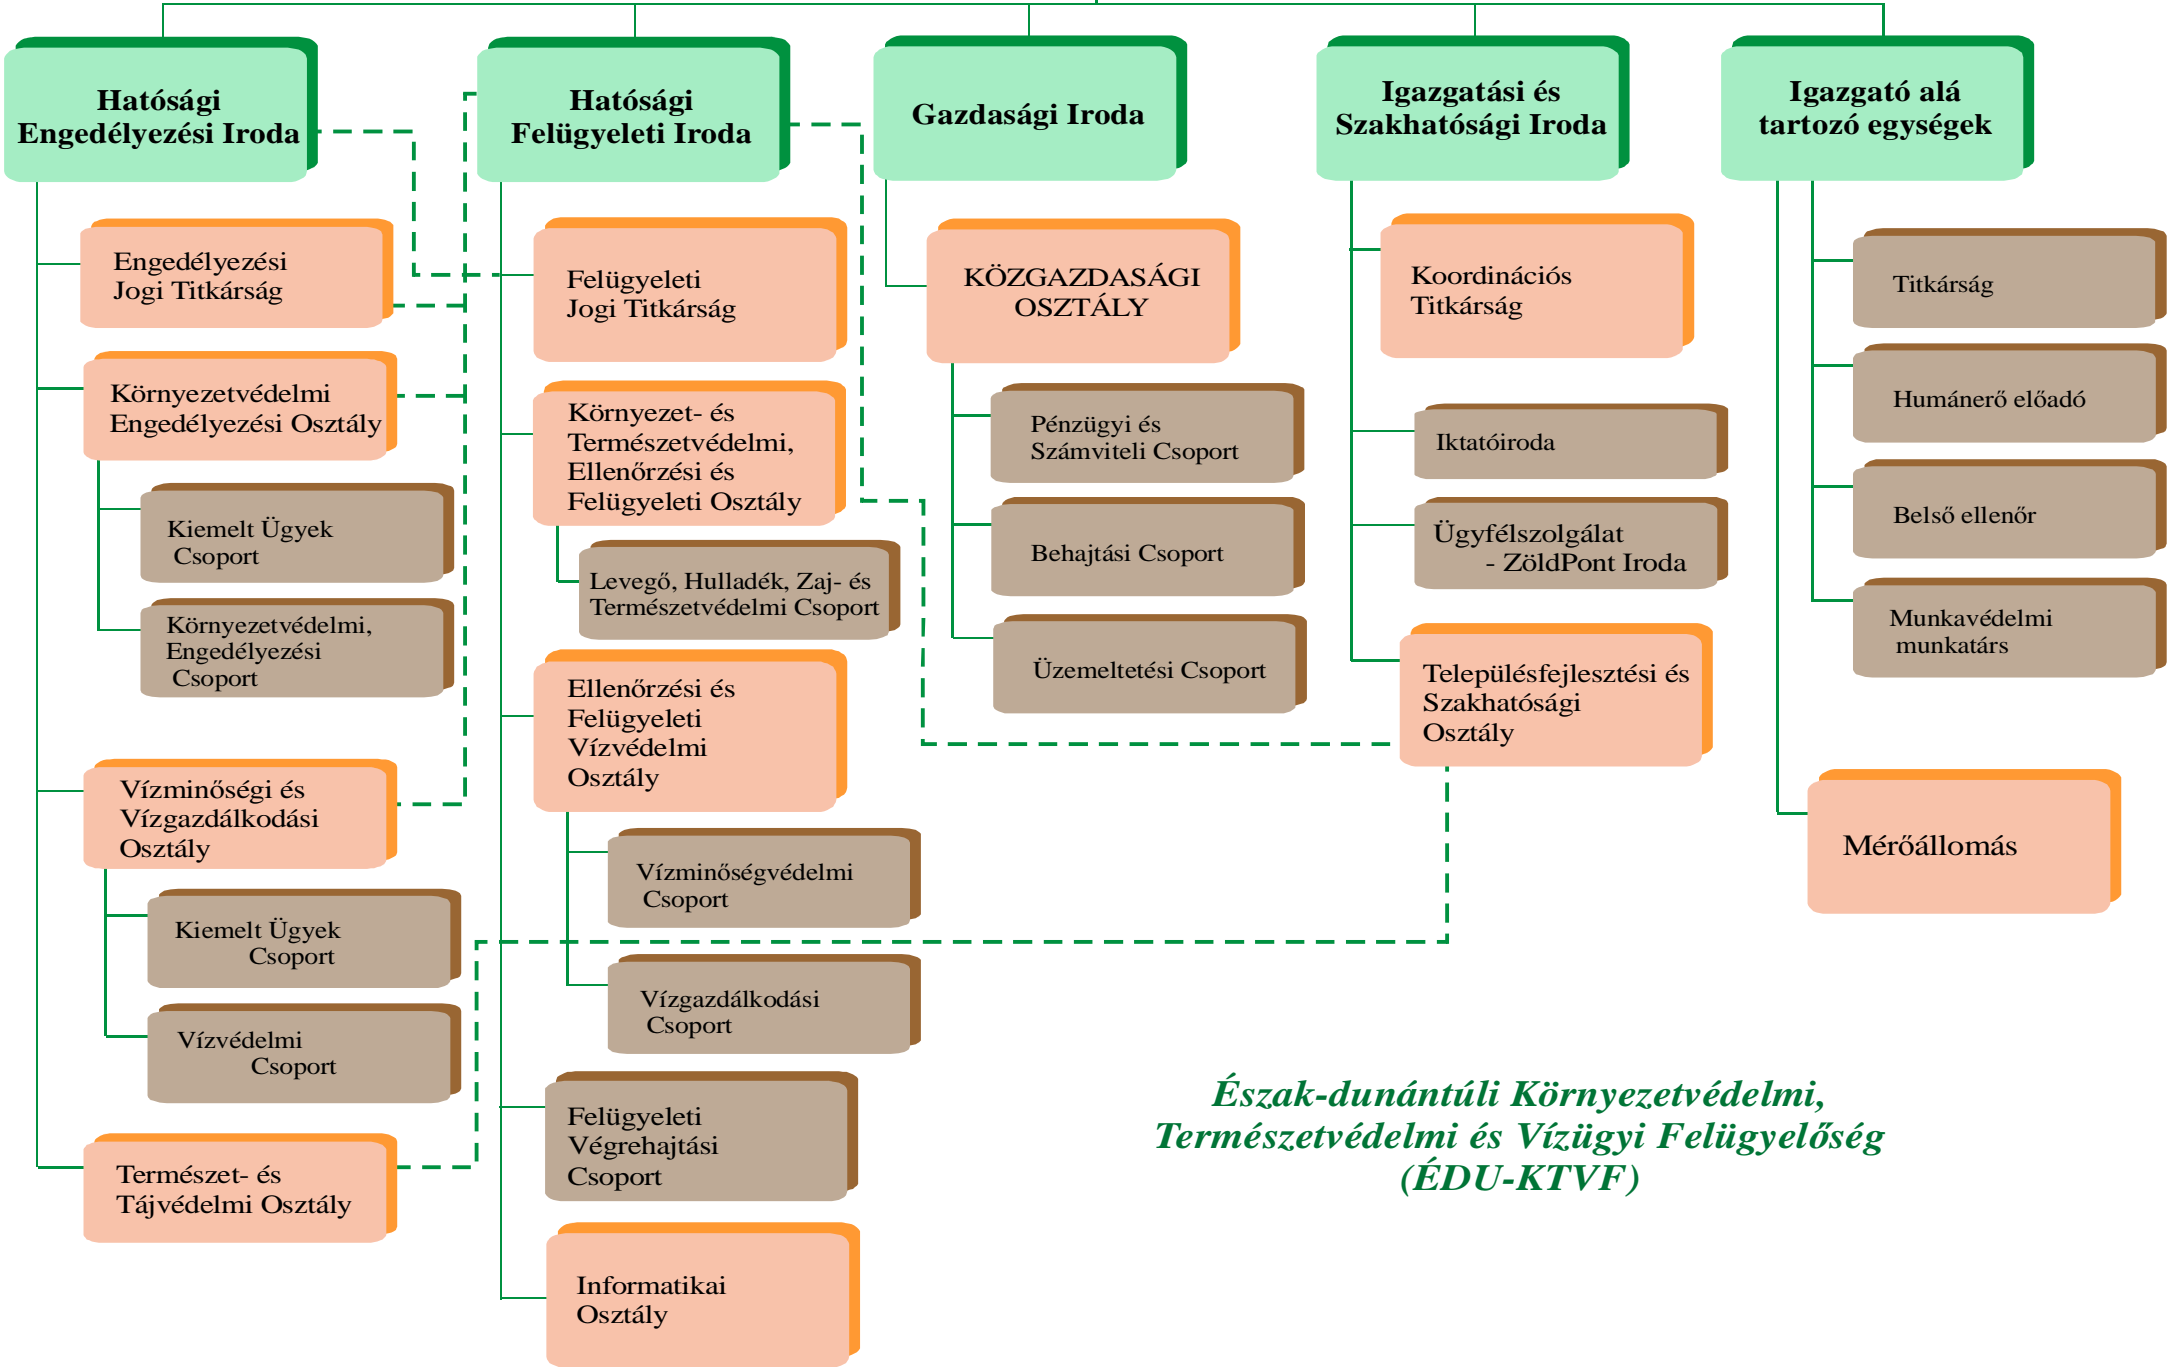 Hatósági
Engedélyezési Iroda
Hatósági
Felügyeleti Iroda
Gazdasági Iroda
Igazgatási és
Szakhatósági Iroda
Igazgató alá
tartozó egységek
Engedélyezési
Jogi Titkárság
Környezetvédelmi
Engedélyezési Osztály
Kiemelt Ügyek
Csoport
Környezetvédelmi,
Engedélyezési
Csoport
Vízminőségi és
Vízgazdálkodási
Osztály
Kiemelt Ügyek
Csoport
Vízvédelmi
Csoport
Természet- és
Tájvédelmi Osztály
Felügyeleti
Jogi Titkárság
Környezet- és
Természetvédelmi,
Ellenőrzési és
Felügyeleti Osztály
Levegő, Hulladék, Zaj- és
Természetvédelmi Csoport
Ellenőrzési és
Felügyeleti
Vízvédelmi
Osztály
Vízminőségvédelmi
Csoport
Vízgazdálkodási
Csoport
Felügyeleti
Végrehajtási
Csoport
Informatikai
Osztály
KÖZGAZDASÁGI
OSZTÁLY
Pénzügyi és
Számviteli Csoport
Behajtási Csoport
Üzemeltetési Csoport
Koordinációs
Titkárság
Iktatóiroda
Ügyfélszolgálat
- ZöldPont Iroda
Településfejlesztési és
Szakhatósági
Osztály
Titkárság
Humánerő előadó
Belső ellenőr
Munkavédelmi
munkatárs
Mérőállomás
Észak-dunántúli Környezetvédelmi,
Természetvédelmi és Vízügyi Felügyelőség
(ÉDU-KTVF)